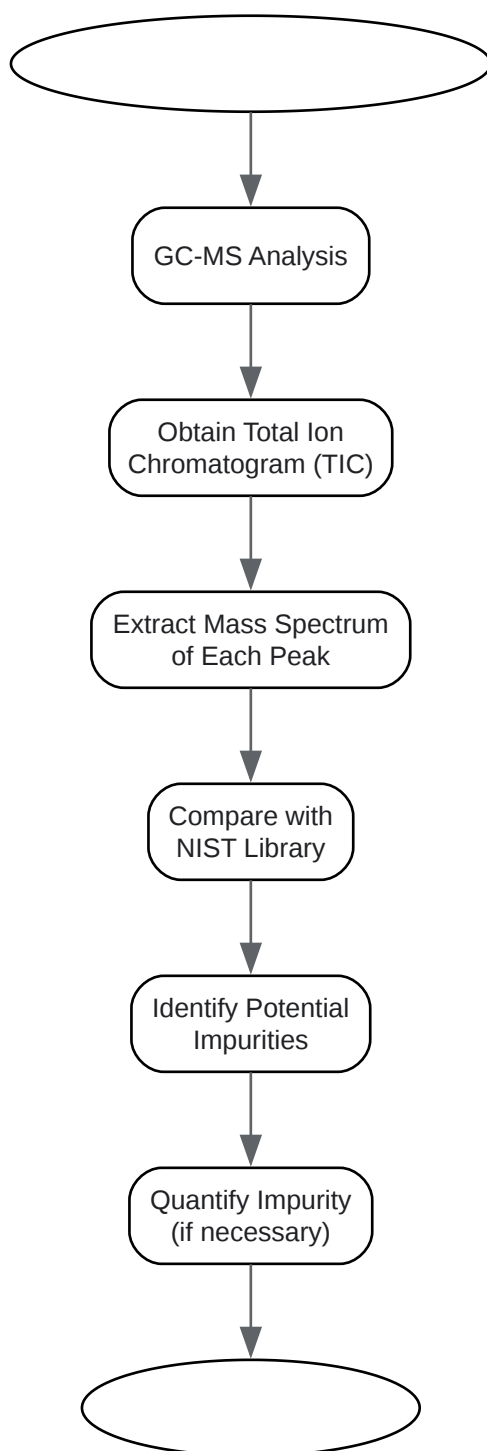 GC-MS Analysis
Obtain Total Ion
Chromatogram (TIC)
Extract Mass Spectrum
of Each Peak
Compare with
NIST Library
Identify Potential
Impurities
Quantify Impurity
(if necessary)